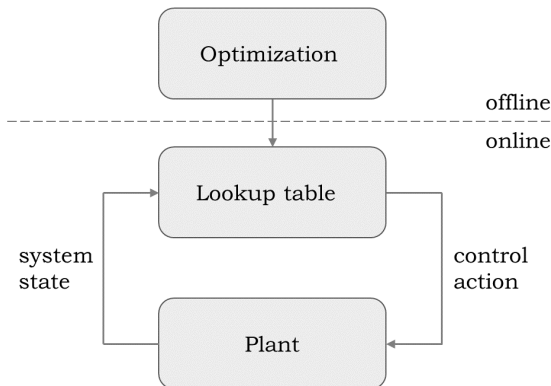 Optimization
offline
online
Lookup table
system
state
control
action
Plant